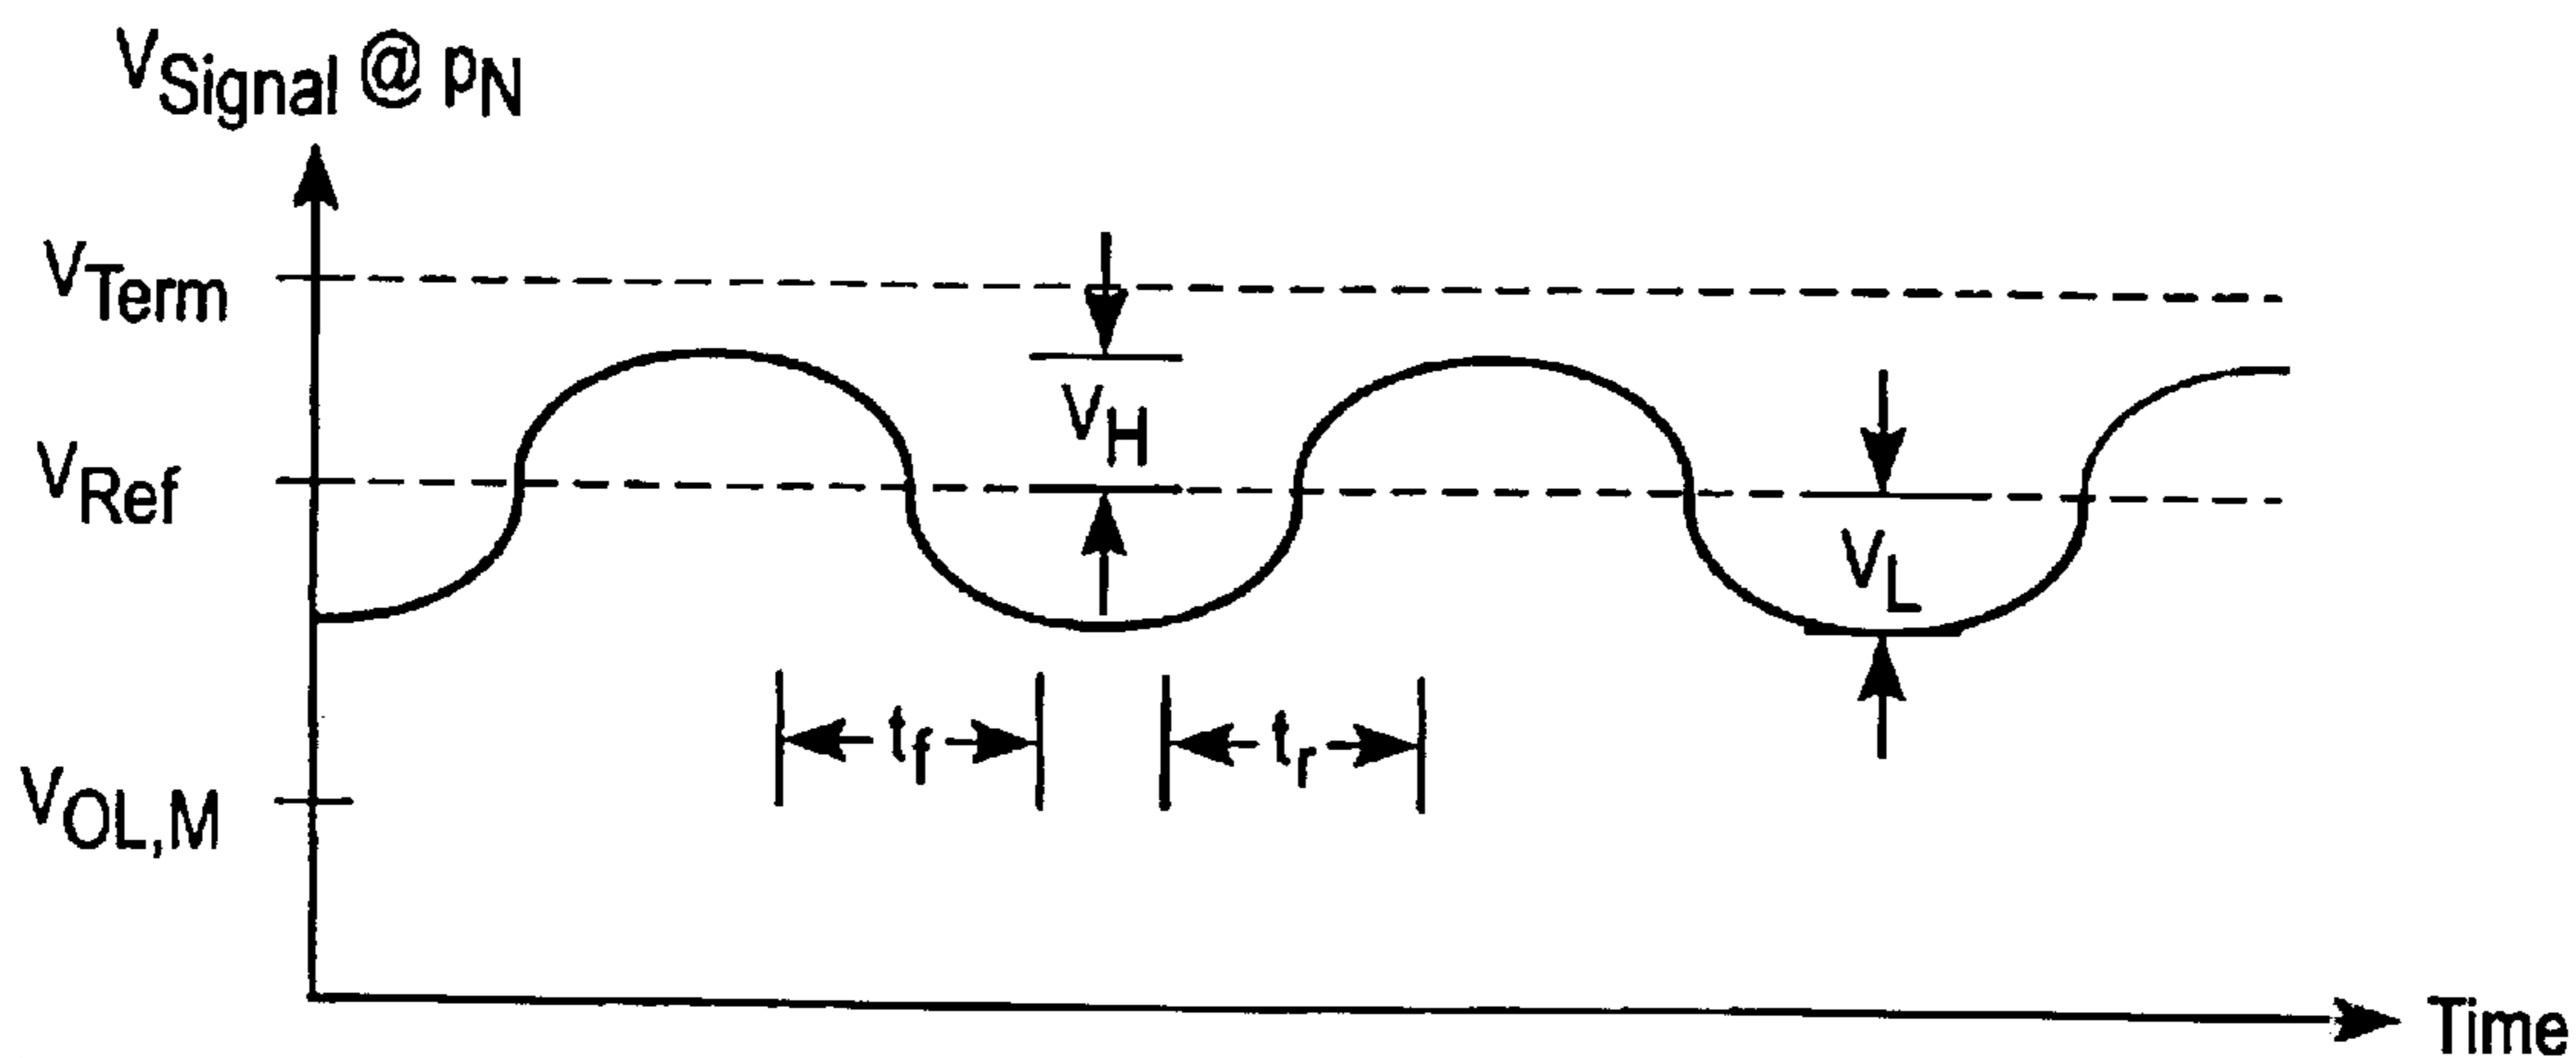 VSignal @ pN
VTerm
VH
VRef
VL
tf
tr
VOL,M
Time